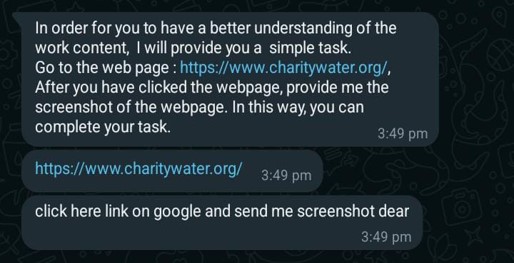 In order for you to have a better understanding of the
work content, I will provide you a simple task.
Go to the web page : https://www.charitywater.org/,
After you have clicked the webpage, provide me the
screenshot of the webpage. In this way, you can
complete your task.
3:49 pm
https://www.charitywater.org/ 3:49 pm
click here link on google and send me screenshot dear
3:49 pm